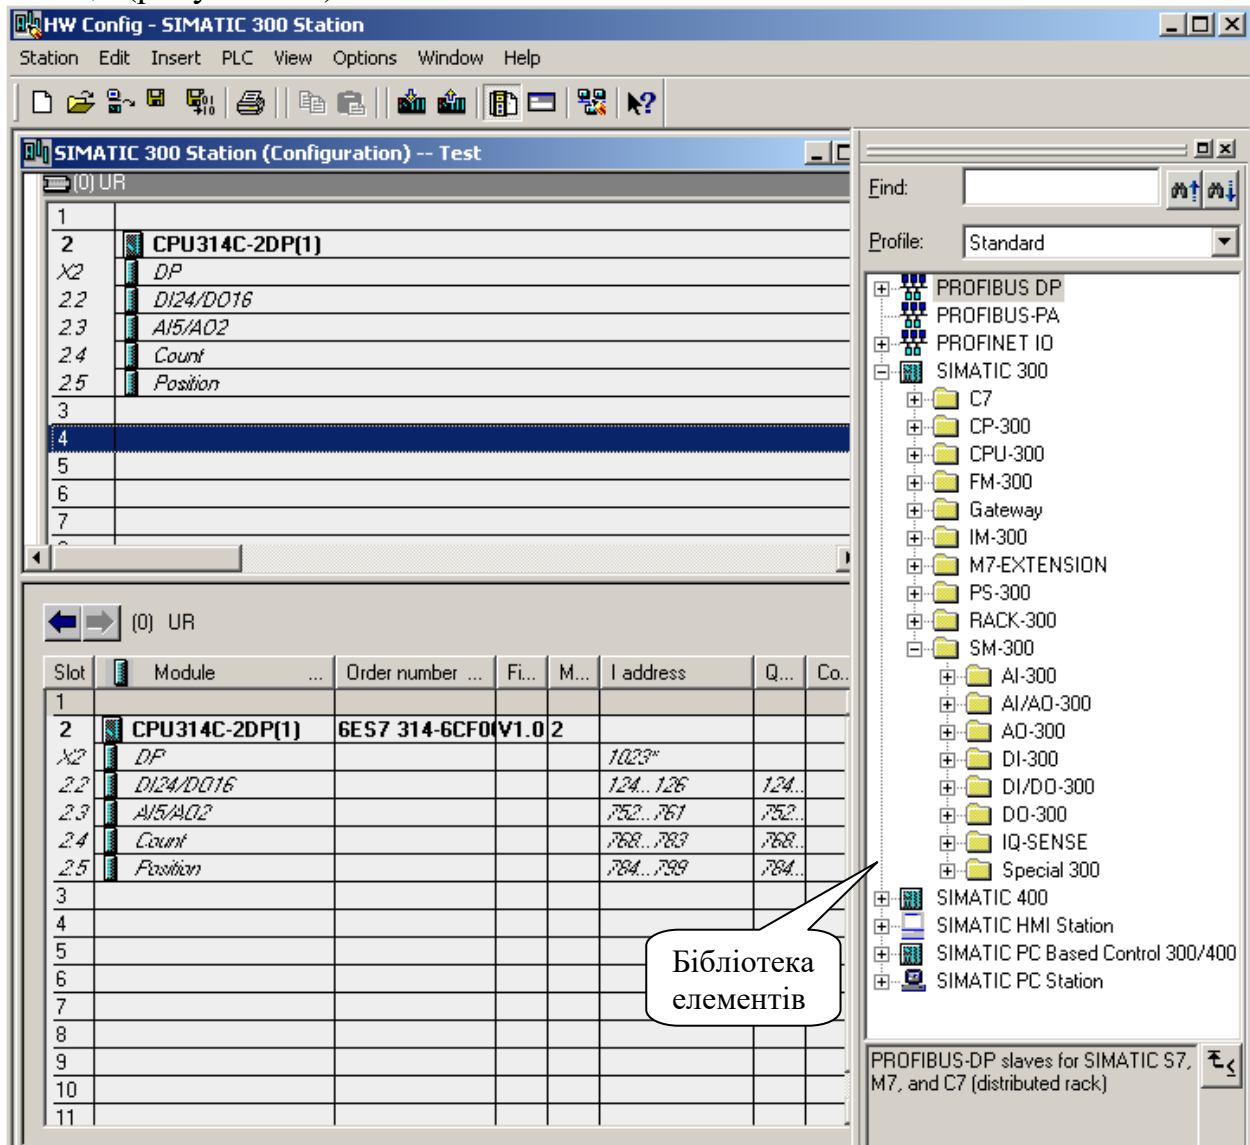 HW Config - SIMATIC 300 Station
Station Edit Insert PLC View Options Window Help
SIMATIC 300 Station (Configuration) -- Test
(0) UR
1
2 CPU314C-2DP(1)
X2 DP
2.2 DI24/DO16
2.3 AI5/AO2
2.4 Count
2.5 Position
3
4
5
6
7
(0) UR
Slot Module ... Order number ... Fi... M... I address Q... Co..
1
2 CPU314C-2DP(1) 6ES7 314-6CF0 V1.0 2
X2 DP 1023*
2.2 DI24/DO16 124...126 124..
2.3 AI5/AO2 752...761 752..
2.4 Count 768...783 768..
2.5 Position 784...799 784..
3
4
5
6
7
8
9
10
11
Бібліотека
елементів
Find:
Profile: Standard
PROFIBUS DP
PROFIBUS-PA
PROFINET IO
SIMATIC 300
C7
CP-300
CPU-300
FM-300
Gateway
IM-300
M7-EXTENSION
PS-300
RACK-300
SM-300
AI-300
AI/AO-300
AO-300
DI-300
DI/DO-300
DO-300
IQ-SENSE
Special 300
SIMATIC 400
SIMATIC HMI Station
SIMATIC PC Based Control 300/400
SIMATIC PC Station
PROFIBUS-DP slaves for SIMATIC S7,
M7, and C7 (distributed rack)